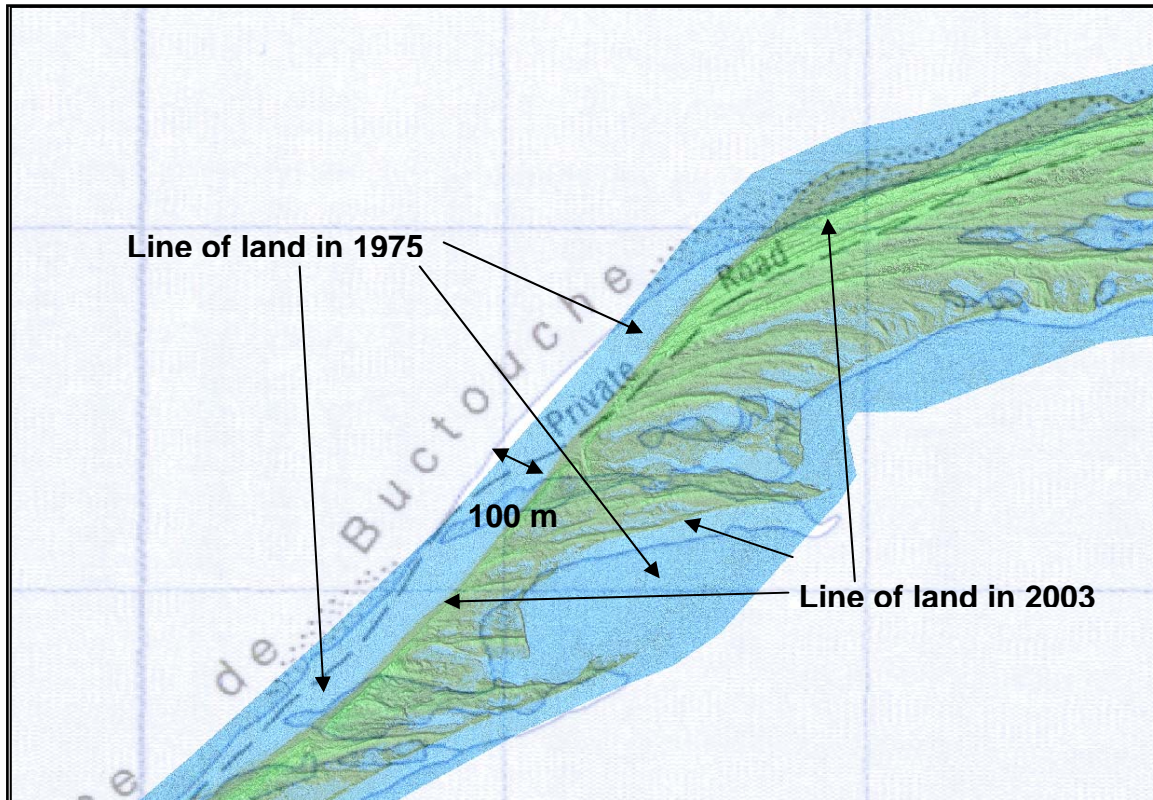 Line of land in 1975
Private Road
de Buctouche
100 m
Line of land in 2003